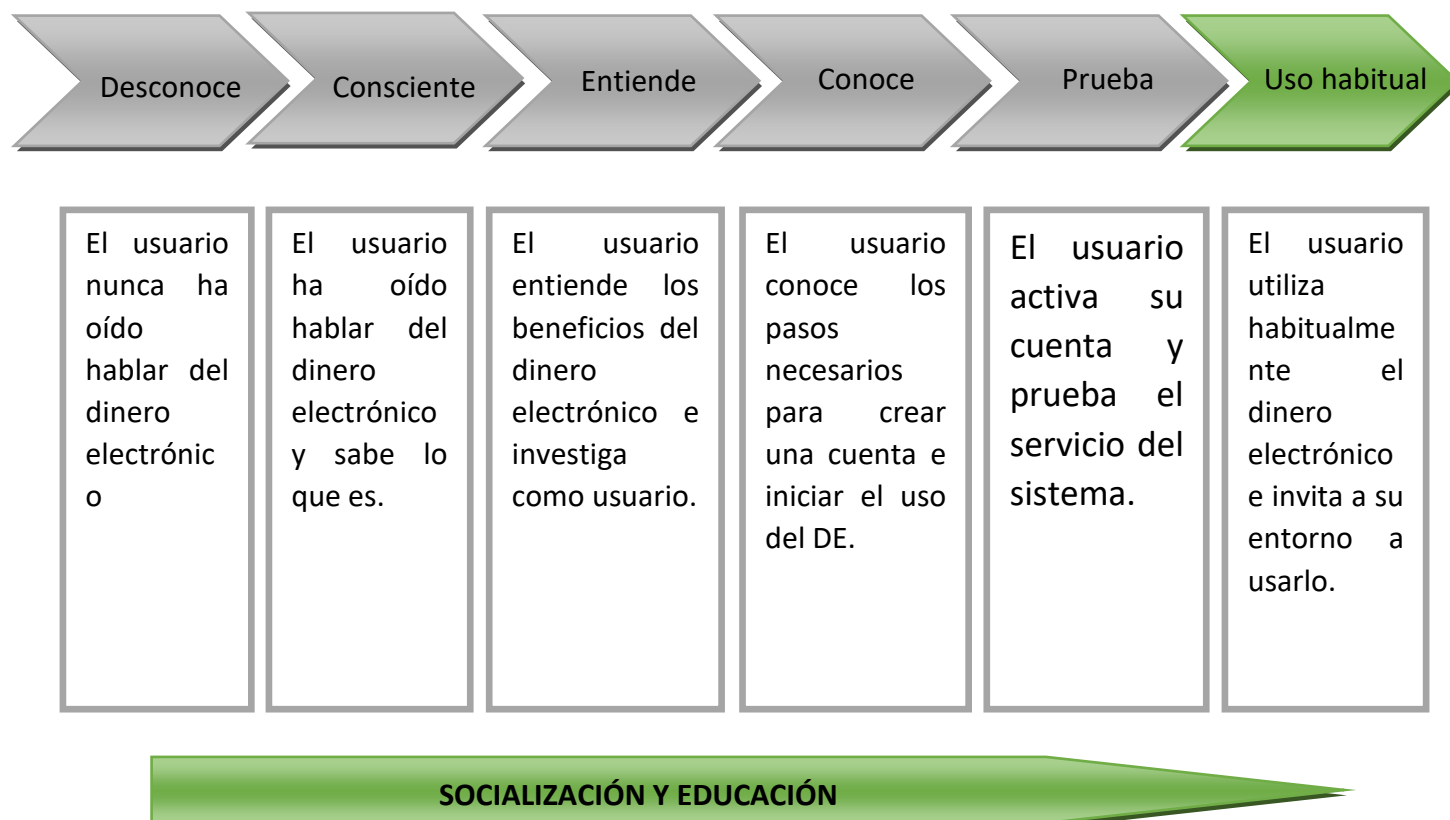 Desconoce
Consciente
Entiende
Conoce
Prueba
Uso habitual
El usuario
nunca ha
oído
hablar del
dinero
electrónic
o
El usuario
ha oído
hablar del
dinero
electrónico
y sabe lo
que es.
El usuario
entiende los
beneficios del
dinero
electrónico e
investiga
como usuario.
El usuario
conoce los
pasos
necesarios
para crear
una cuenta e
iniciar el uso
del DE.
El usuario
activa su
cuenta y
prueba el
servicio del
sistema.
El usuario
utiliza
habitualme
nte el
dinero
electrónico
e invita a su
entorno a
usarlo.
SOCIALIZACIÓN Y EDUCACIÓN